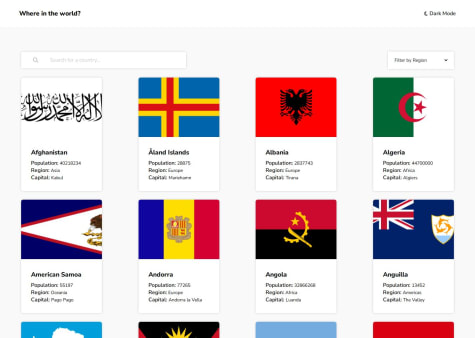 Where in the world?
Dark Mode
Search for a country...
Filter by Region
Afghanistan
Population: 40218234
Region: Asia
Capital: Kabul
Åland Islands
Population: 28875
Region: Europe
Capital: Mariehamn
Albania
Population: 2837743
Region: Europe
Capital: Tirana
Algeria
Population: 44700000
Region: Africa
Capital: Algiers
American Samoa
Population: 55197
Region: Oceania
Capital: Pago Pago
Andorra
Population: 77265
Region: Europe
Capital: Andorra la Vella
Angola
Population: 32866268
Region: Africa
Capital: Luanda
Anguilla
Population: 13452
Region: Americas
Capital: The Valley